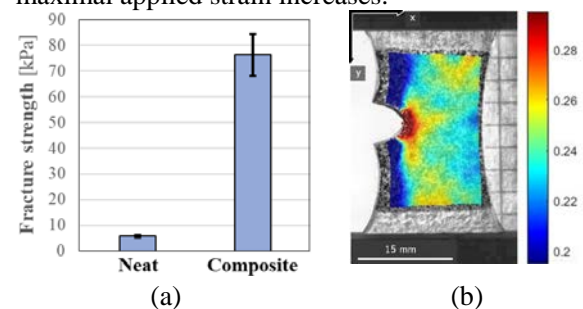 maximal applied strain increases.
Fracture strength [kPa]
90
80
70
60
50
40
30
20
10
0
Neat Composite
(a)
x
y
15 mm
0.28
0.26
0.24
0.22
0.2
(b)